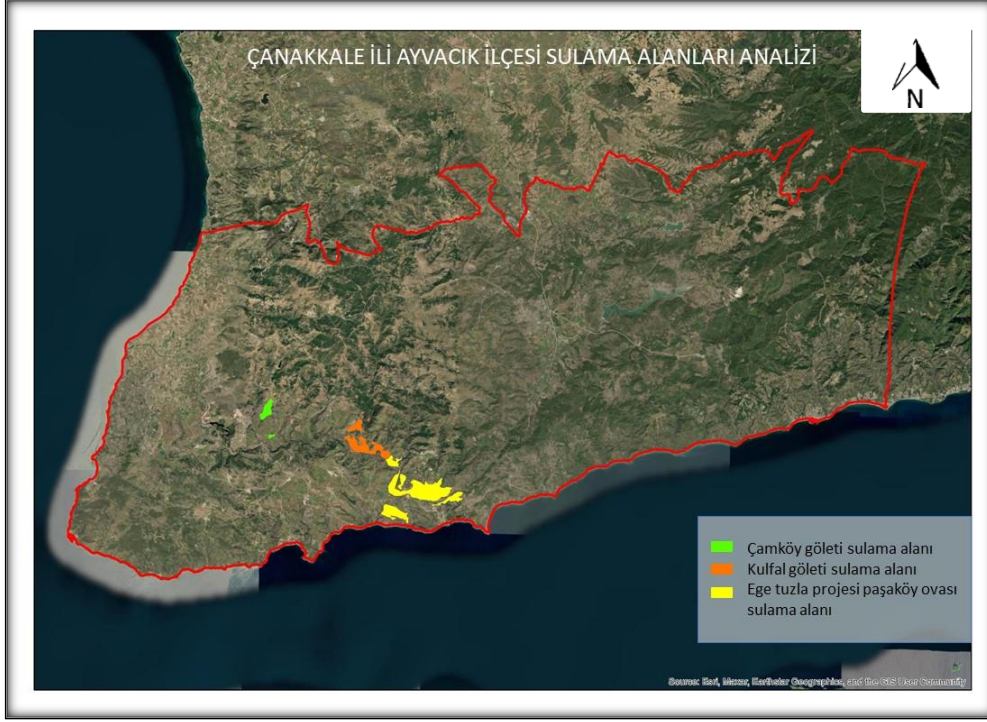 ÇANAKKALE İLİ AYVACIK İLÇESİ SULAMA ALANLARI ANALİZİ
N
Çamköy göleti sulama alanı
Kulfal göleti sulama alanı
Ege tuzla projesi paşaköy ovası
sulama alanı
Source: Esri, Maxar, Earthstar Geographics, and the GIS User Community